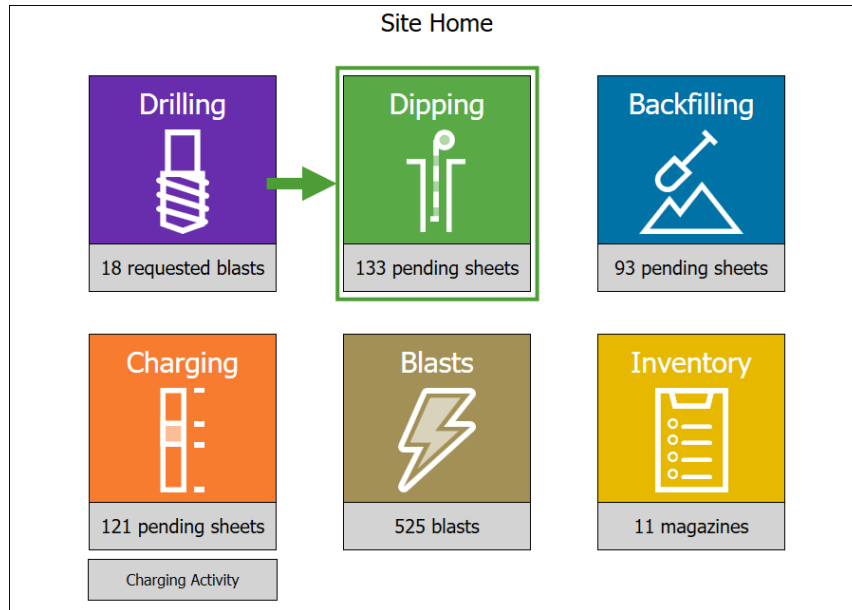 Site Home
Drilling
Dipping
Backfilling
18 requested blasts
133 pending sheets
93 pending sheets
Charging
Blasts
Inventory
121 pending sheets
525 blasts
11 magazines
Charging Activity